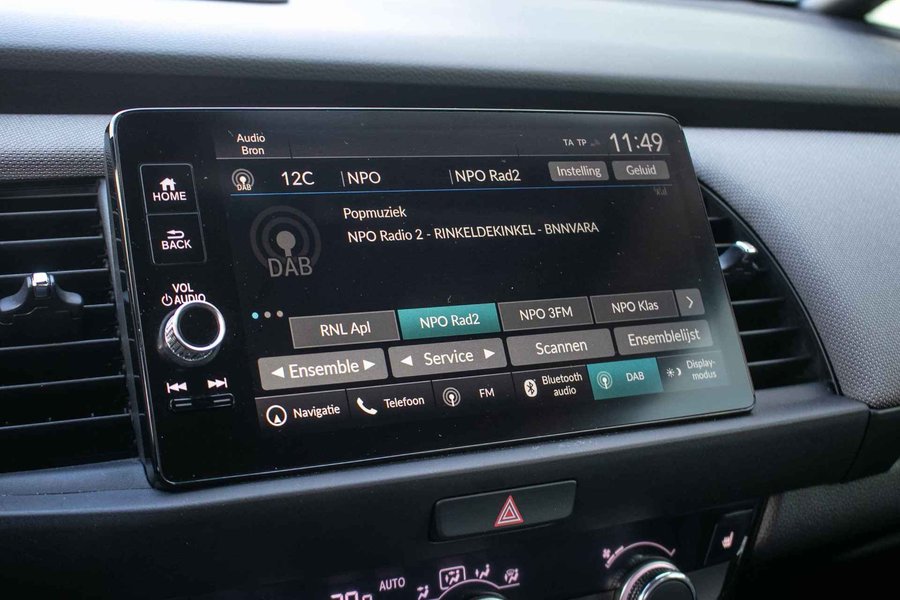 Audio
Bron
TA TP 11:49
DAB 12C NPO NPO Rad2 Instelling Geluid
HOME
BACK
VOL
AUDIO
Popmuziek
NPO Radio 2 - RINKELDEKINKEL - BNNVARA
DAB
RNL Apl NPO Rad2 NPO 3FM NPO Klas
Ensemble Service Scannen Ensemblelijst
Navigatie Telefoon FM Bluetooth
audio DAB Display-
modus
AUTO